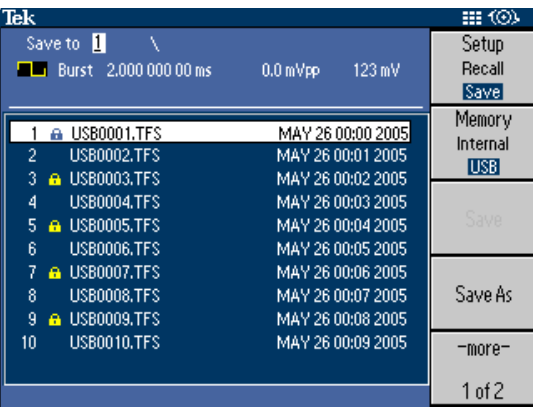 Tek
Save to 1 \
Burst 2.000 000 00 ms 0.0 mVpp 123 mV
1 USB0001.TFS MAY 26 00:00 2005
2 USB0002.TFS MAY 26 00:01 2005
3 USB0003.TFS MAY 26 00:02 2005
4 USB0004.TFS MAY 26 00:03 2005
5 USB0005.TFS MAY 26 00:04 2005
6 USB0006.TFS MAY 26 00:05 2005
7 USB0007.TFS MAY 26 00:06 2005
8 USB0008.TFS MAY 26 00:07 2005
9 USB0009.TFS MAY 26 00:08 2005
10 USB0010.TFS MAY 26 00:09 2005
Setup
Recall
Save
Memory
Internal
USB
Save
Save As
-more-
1 of 2